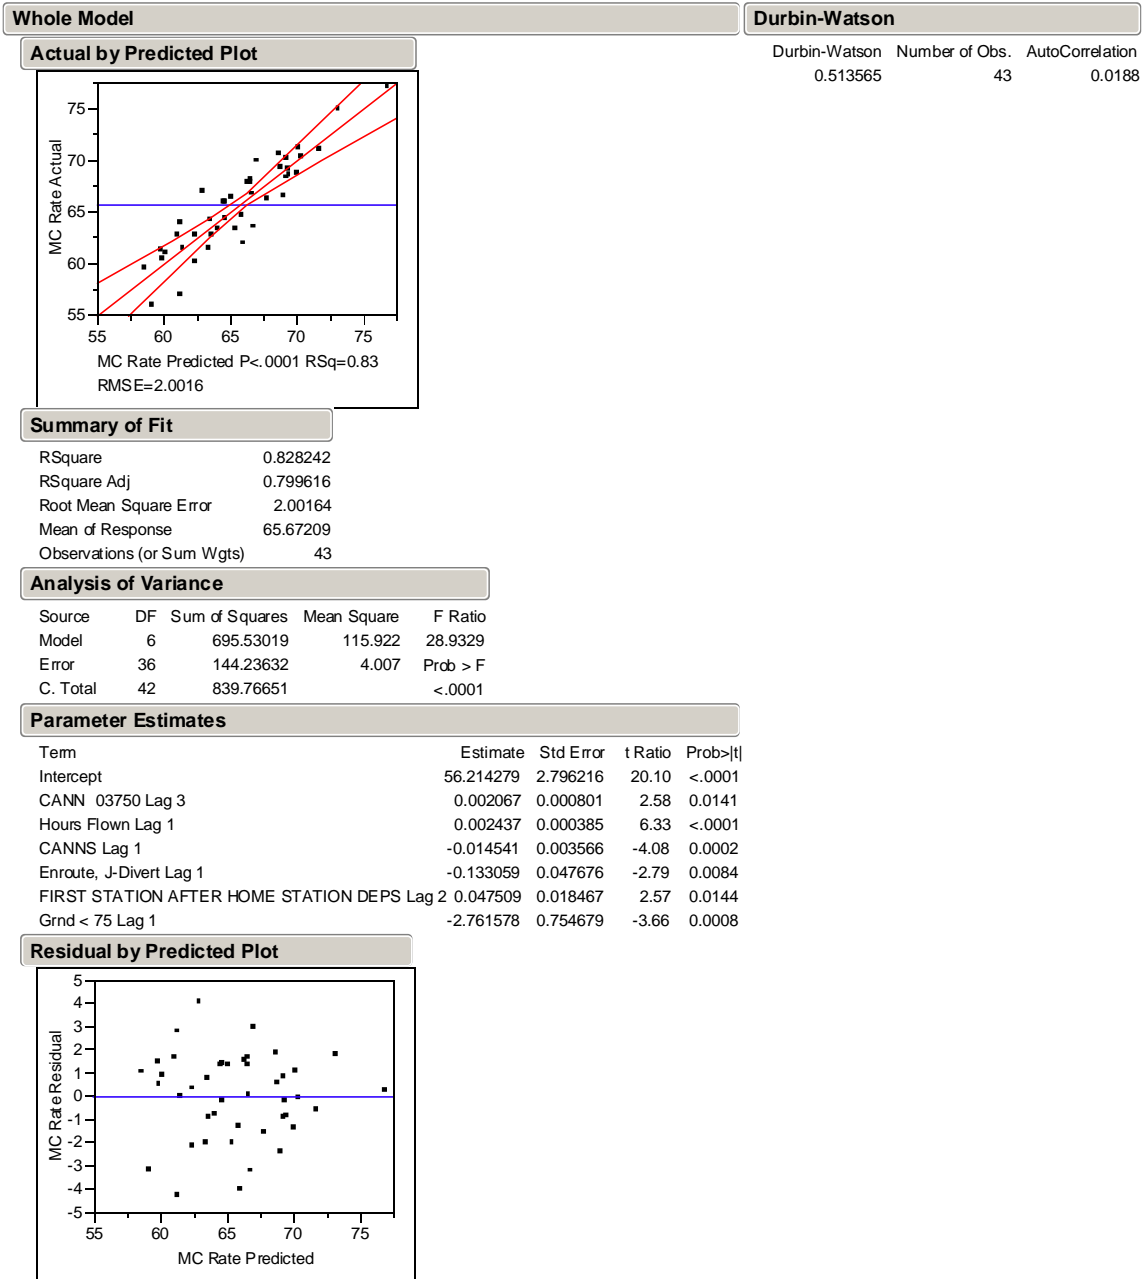 Whole Model
Durbin-Watson
Durbin-Watson Number of Obs. AutoCorrelation
0.513565 43 0.0188
Actual by Predicted Plot
MC Rate Actual
75
70
65
60
55
55 60 65 70 75
MC Rate Predicted P<.0001 RSq=0.83
RMSE=2.0016
Summary of Fit
RSquare 0.828242
RSquare Adj 0.799616
Root Mean Square Error 2.00164
Mean of Response 65.67209
Observations (or Sum Wgts) 43
Analysis of Variance
Source DF Sum of Squares Mean Square F Ratio
Model 6 695.53019 115.922 28.9329
Error 36 144.23632 4.007 Prob > F
C. Total 42 839.76651 <.0001
Parameter Estimates
Term Estimate Std Error t Ratio Prob>|t|
Intercept 56.214279 2.796216 20.10 <.0001
CANN 03750 Lag 3 0.002067 0.000801 2.58 0.0141
Hours Flown Lag 1 0.002437 0.000385 6.33 <.0001
CANNS Lag 1 -0.014541 0.003566 -4.08 0.0002
Enroute, J-Divert Lag 1 -0.133059 0.047676 -2.79 0.0084
FIRST STATION AFTER HOME STATION DEPS Lag 2 0.047509 0.018467 2.57 0.0144
Grnd < 75 Lag 1 -2.761578 0.754679 -3.66 0.0008
Residual by Predicted Plot
MC Rate Residual
5
4
3
2
1
0
-1
-2
-3
-4
-5
55 60 65 70 75
MC Rate Predicted